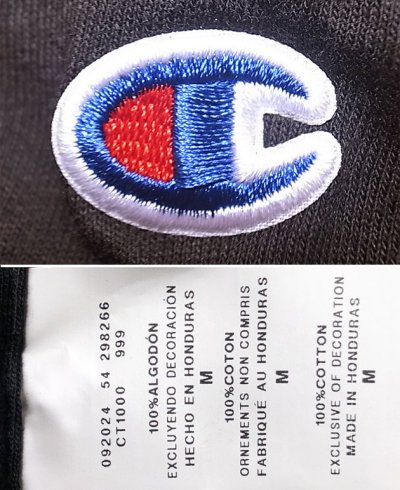 092024 54 298266
CT1000 999
100%ALGODÓN
EXCLUYENDO DECORACIÓN
HECHO EN HONDURAS
M
100%COTON
ORNEMENTS NON COMPRIS
FABRIQUÉ AU HONDURAS
M
100%COTTON
EXCLUSIVE OF DECORATION
MADE IN HONDURAS
M